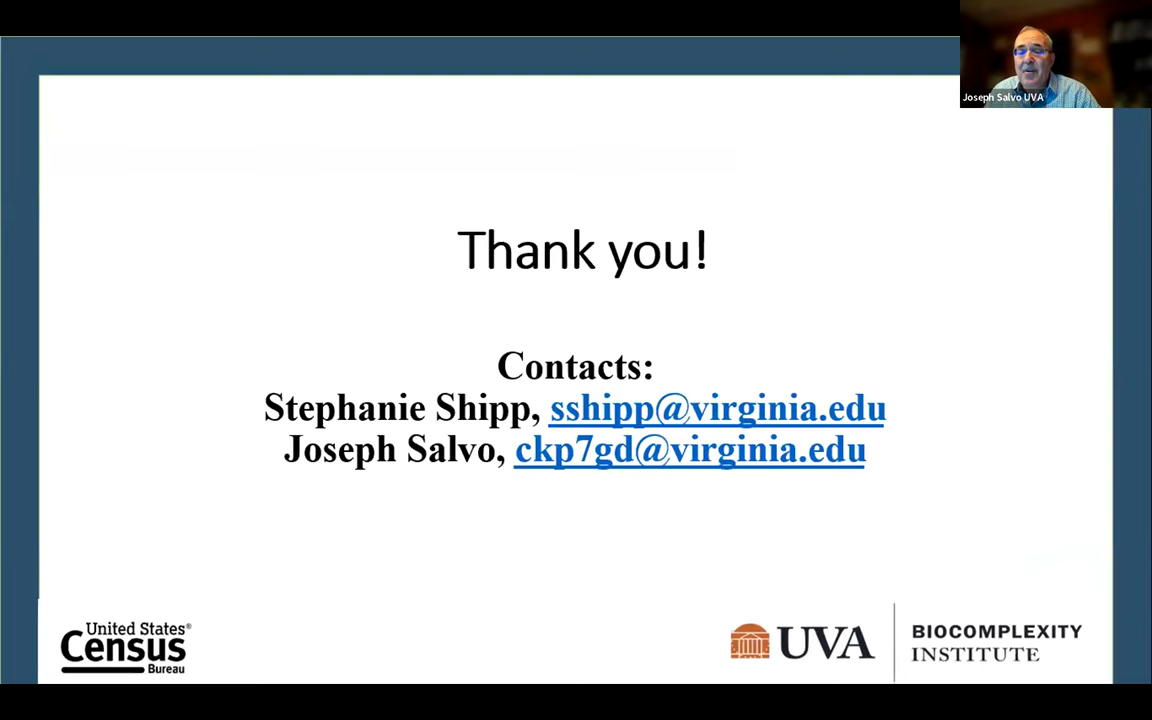 Joseph Salvo UVA
Thank you!
Contacts:
Stephanie Shipp, sshipp@virginia.edu
Joseph Salvo, ckp7gd@virginia.edu
United States®
Census
Bureau
UVA
BIOCOMPLEXITY
INSTITUTE